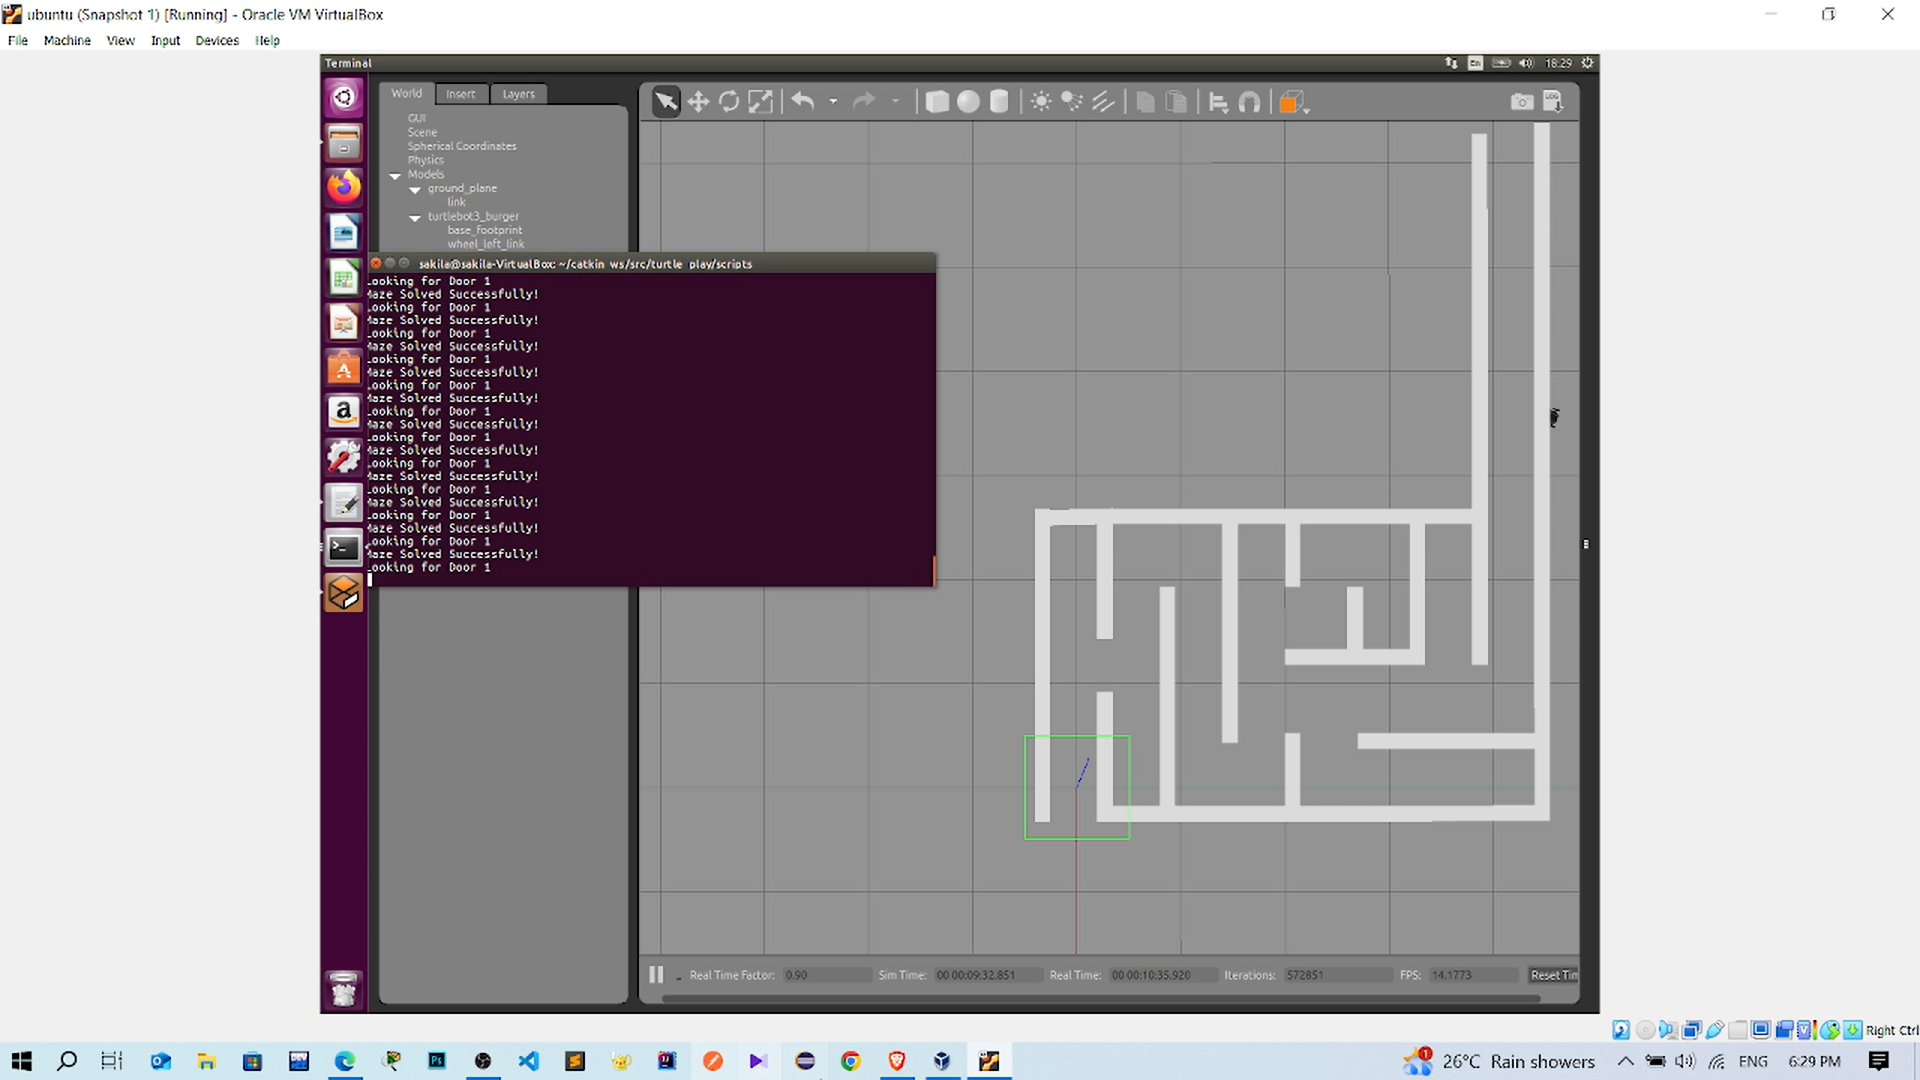 ubuntu (Snapshot 1) [Running] - Oracle VM VirtualBox
File Machine View Input Devices Help
Terminal
En 18:29
World Insert Layers
GUI
Scene
Spherical Coordinates
Physics
Models
ground_plane
link
turtlebot3_burger
base_footprint
wheel_left_link
sakila@sakila-VirtualBox: ~/catkin_ws/src/turtle_play/scripts
Looking for Door 1
Maze Solved Successfully!
Looking for Door 1
Maze Solved Successfully!
Looking for Door 1
Maze Solved Successfully!
Looking for Door 1
Maze Solved Successfully!
Looking for Door 1
Maze Solved Successfully!
Looking for Door 1
Maze Solved Successfully!
Looking for Door 1
Maze Solved Successfully!
Looking for Door 1
Maze Solved Successfully!
Looking for Door 1
Maze Solved Successfully!
Looking for Door 1
Maze Solved Successfully!
Looking for Door 1
Maze Solved Successfully!
Looking for Door 1
Real Time Factor: 0.90 Sim Time: 00 00:09:32.851 Real Time: 00 00:10:35.920 Iterations: 572851 FPS: 14.1773 Reset Tim
Right Ctrl
26°C Rain showers ENG 6:29 PM